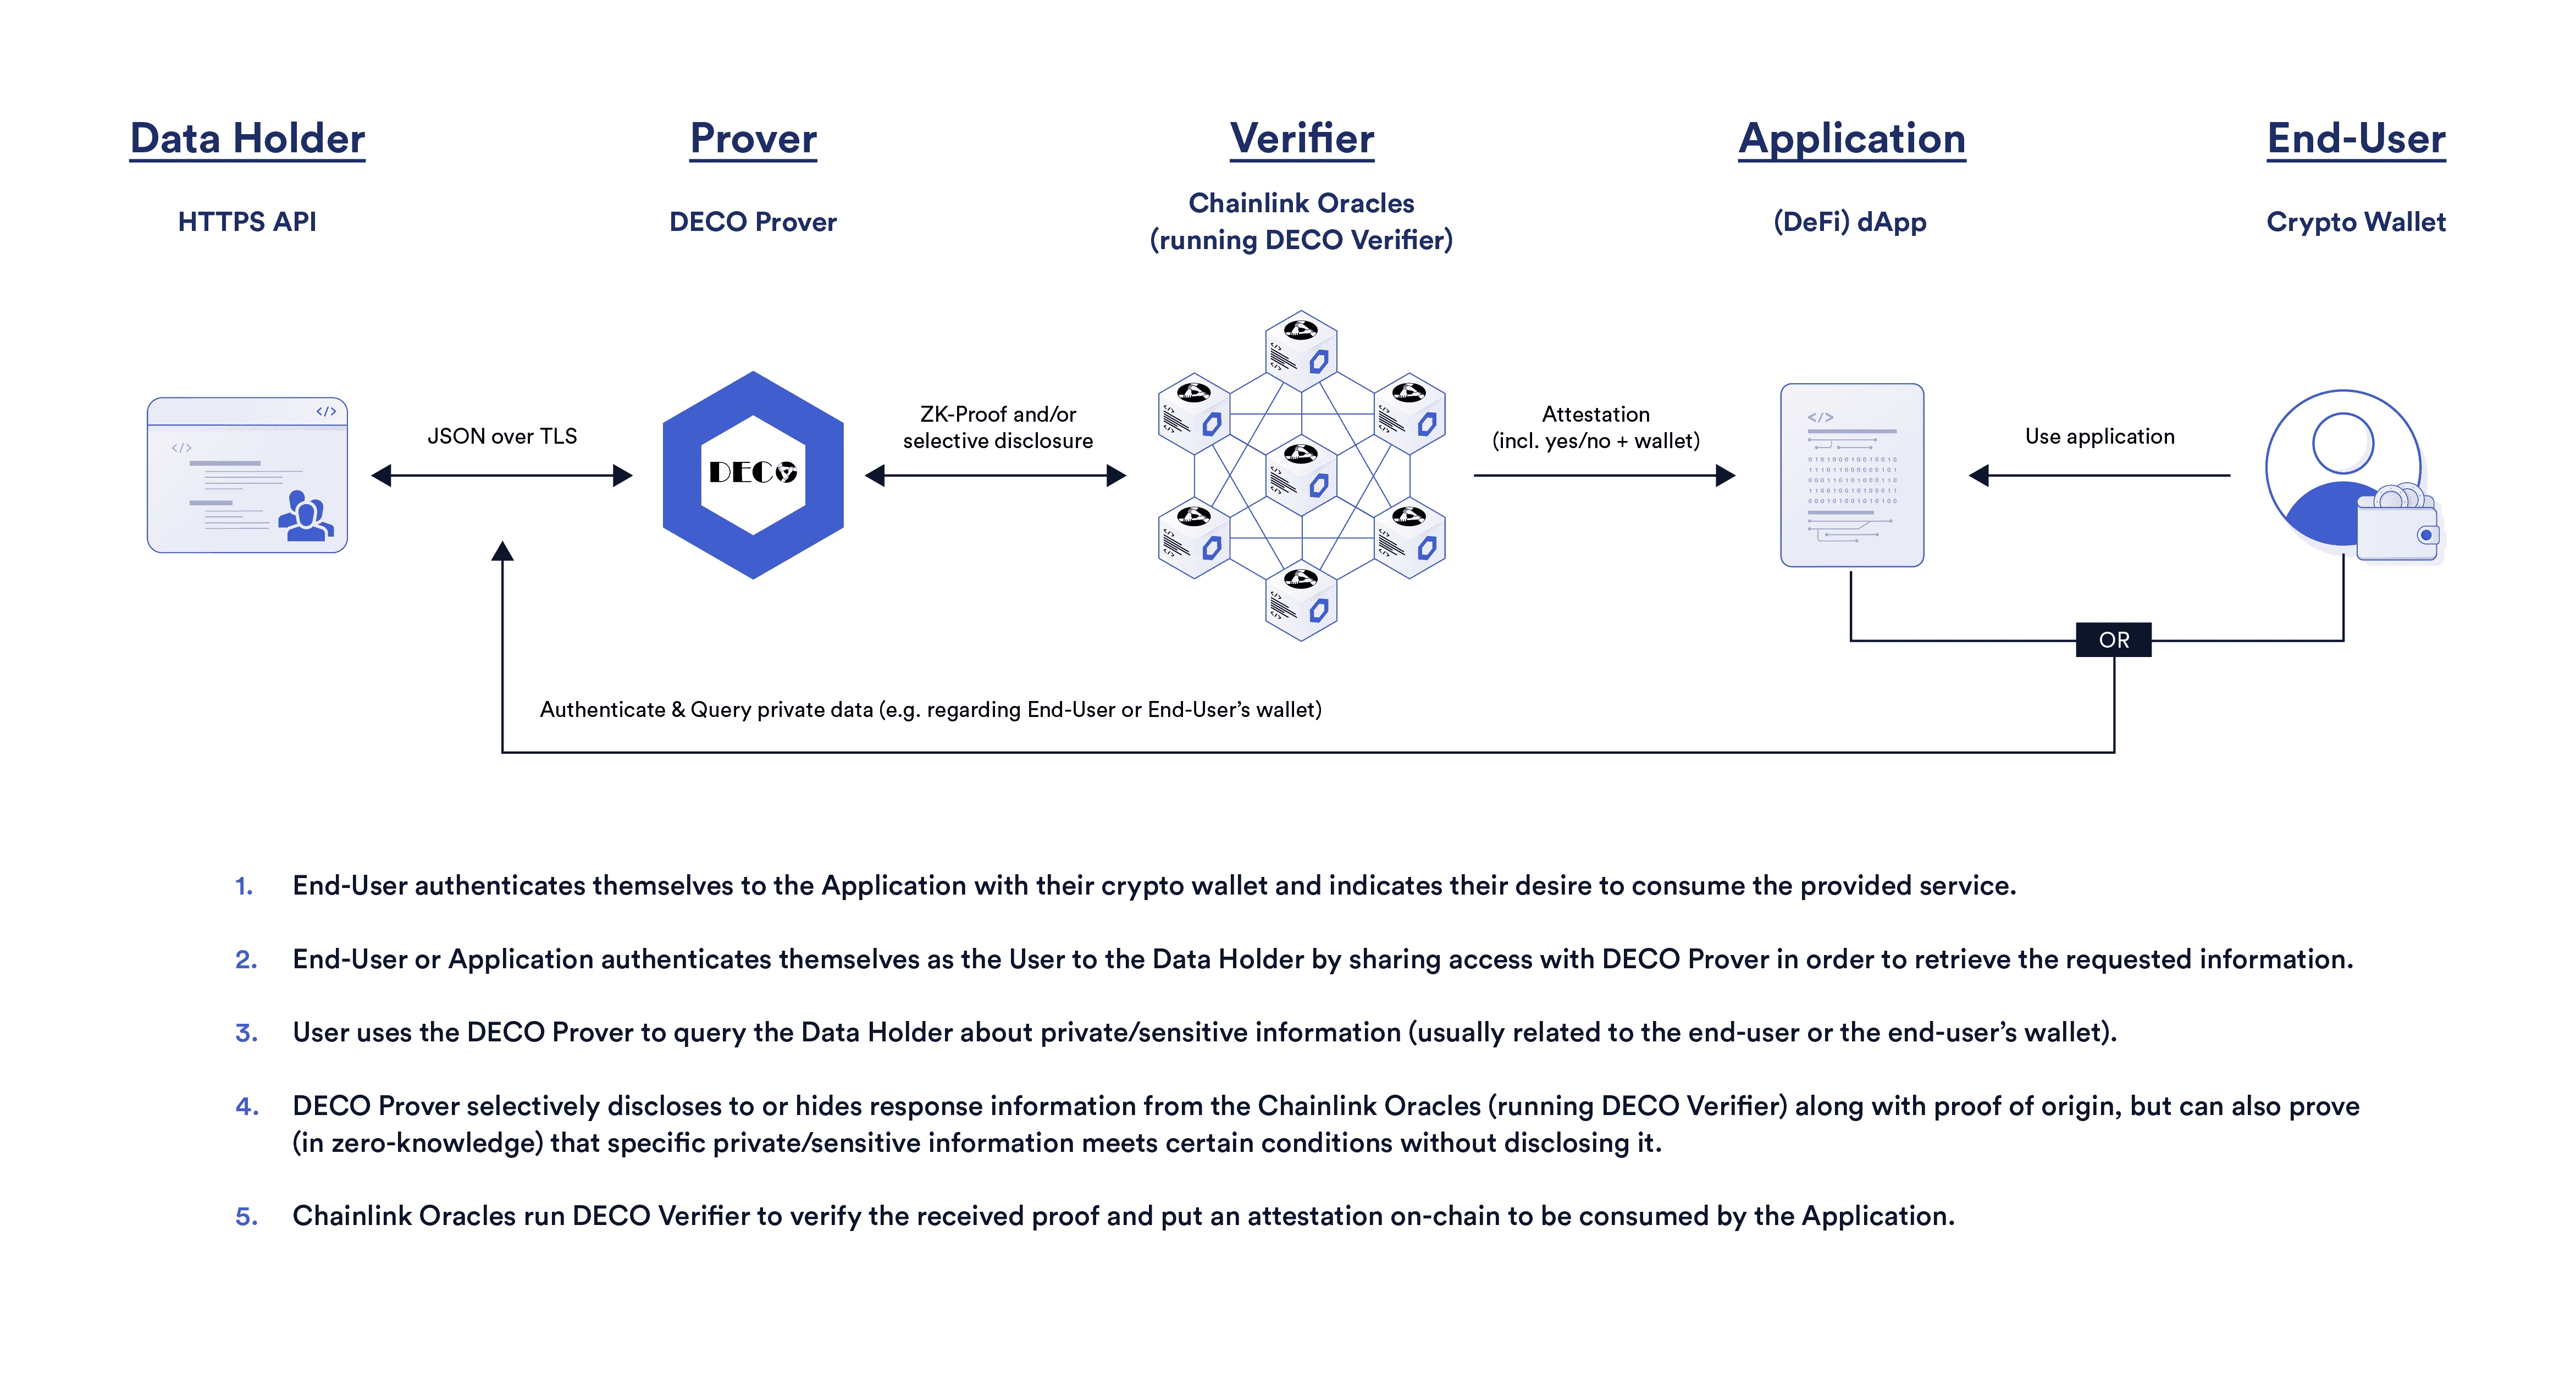 Data Holder
Prover
Verifier
Application
End-User
HTTPS API
DECO Prover
Chainlink Oracles
(running DECO Verifier)
(DeFi) dApp
Crypto Wallet
JSON over TLS
DECO
ZK-Proof and/or
selective disclosure
Attestation
(incl. yes/no + wallet)
Use application
OR
Authenticate & Query private data (e.g. regarding End-User or End-User’s wallet)
1. End-User authenticates themselves to the Application with their crypto wallet and indicates their desire to consume the provided service.
2. End-User or Application authenticates themselves as the User to the Data Holder by sharing access with DECO Prover in order to retrieve the requested information.
3. User uses the DECO Prover to query the Data Holder about private/sensitive information (usually related to the end-user or the end-user’s wallet).
4. DECO Prover selectively discloses to or hides response information from the Chainlink Oracles (running DECO Verifier) along with proof of origin, but can also prove
(in zero-knowledge) that specific private/sensitive information meets certain conditions without disclosing it.
5. Chainlink Oracles run DECO Verifier to verify the received proof and put an attestation on-chain to be consumed by the Application.